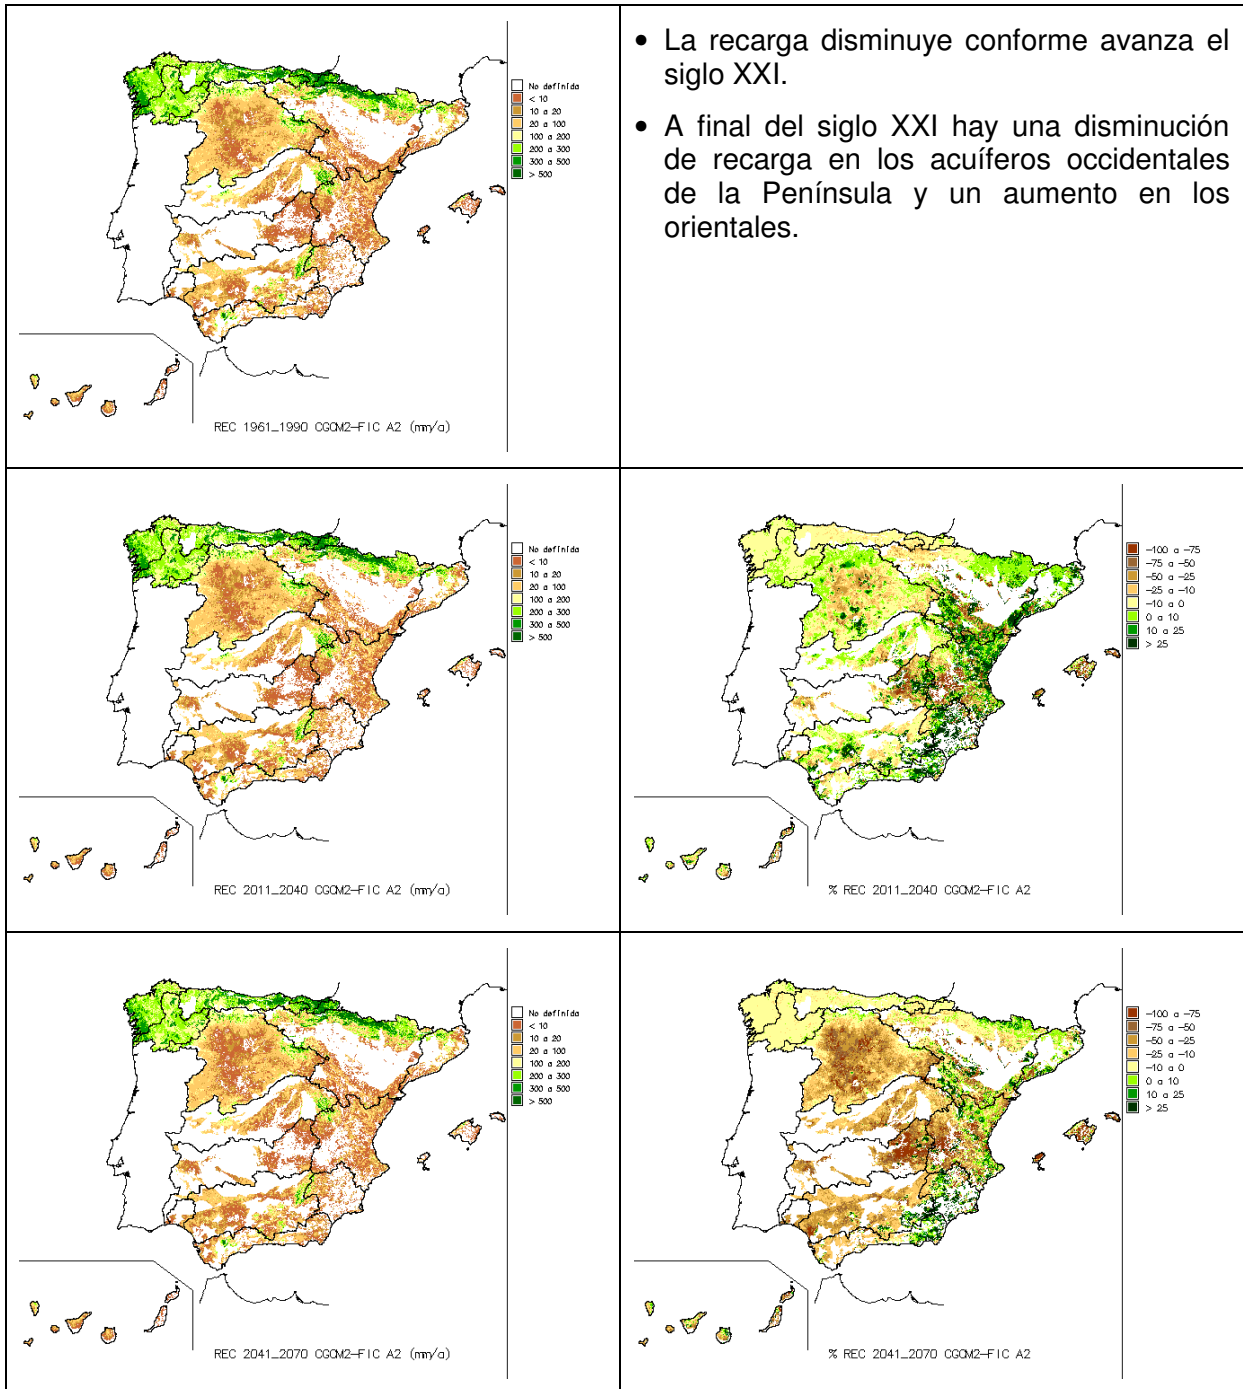 No definida
< 10
10 a 20
20 a 100
100 a 200
200 a 300
300 a 500
> 500
REC 1961_1990 CGCM2-FIC A2 (mm/a)
• La recarga disminuye conforme avanza el
siglo XXI.
• A final del siglo XXI hay una disminución
de recarga en los acuíferos occidentales
de la Península y un aumento en los
orientales.
No definida
< 10
10 a 20
20 a 100
100 a 200
200 a 300
300 a 500
> 500
REC 2011_2040 CGCM2-FIC A2 (mm/a)
-100 a -75
-75 a -50
-50 a -25
-25 a -10
-10 a 0
0 a 10
10 a 25
> 25
% REC 2011_2040 CGCM2-FIC A2
No definida
< 10
10 a 20
20 a 100
100 a 200
200 a 300
300 a 500
> 500
REC 2041_2070 CGCM2-FIC A2 (mm/a)
-100 a -75
-75 a -50
-50 a -25
-25 a -10
-10 a 0
0 a 10
10 a 25
> 25
% REC 2041_2070 CGCM2-FIC A2